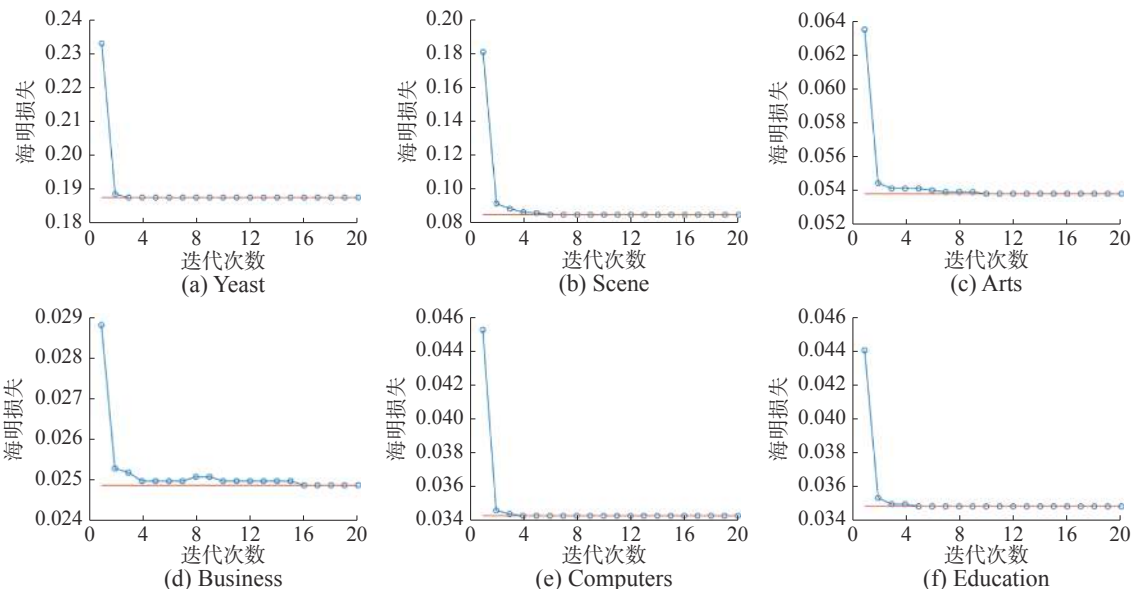 0.24
0.23
0.22
0.21
0.20
0.19
0.18
海明损失
0 4 8 12 16 20
迭代次数
(a) Yeast
0.20
0.18
0.16
0.14
0.12
0.10
0.08
海明损失
0 4 8 12 16 20
迭代次数
(b) Scene
0.064
0.062
0.060
0.058
0.056
0.054
0.052
海明损失
0 4 8 12 16 20
迭代次数
(c) Arts
0.029
0.028
0.027
0.026
0.025
0.024
海明损失
0 4 8 12 16 20
迭代次数
(d) Business
0.046
0.044
0.042
0.040
0.038
0.036
0.034
海明损失
0 4 8 12 16 20
迭代次数
(e) Computers
0.046
0.044
0.042
0.040
0.038
0.036
0.034
海明损失
0 4 8 12 16 20
迭代次数
(f) Education